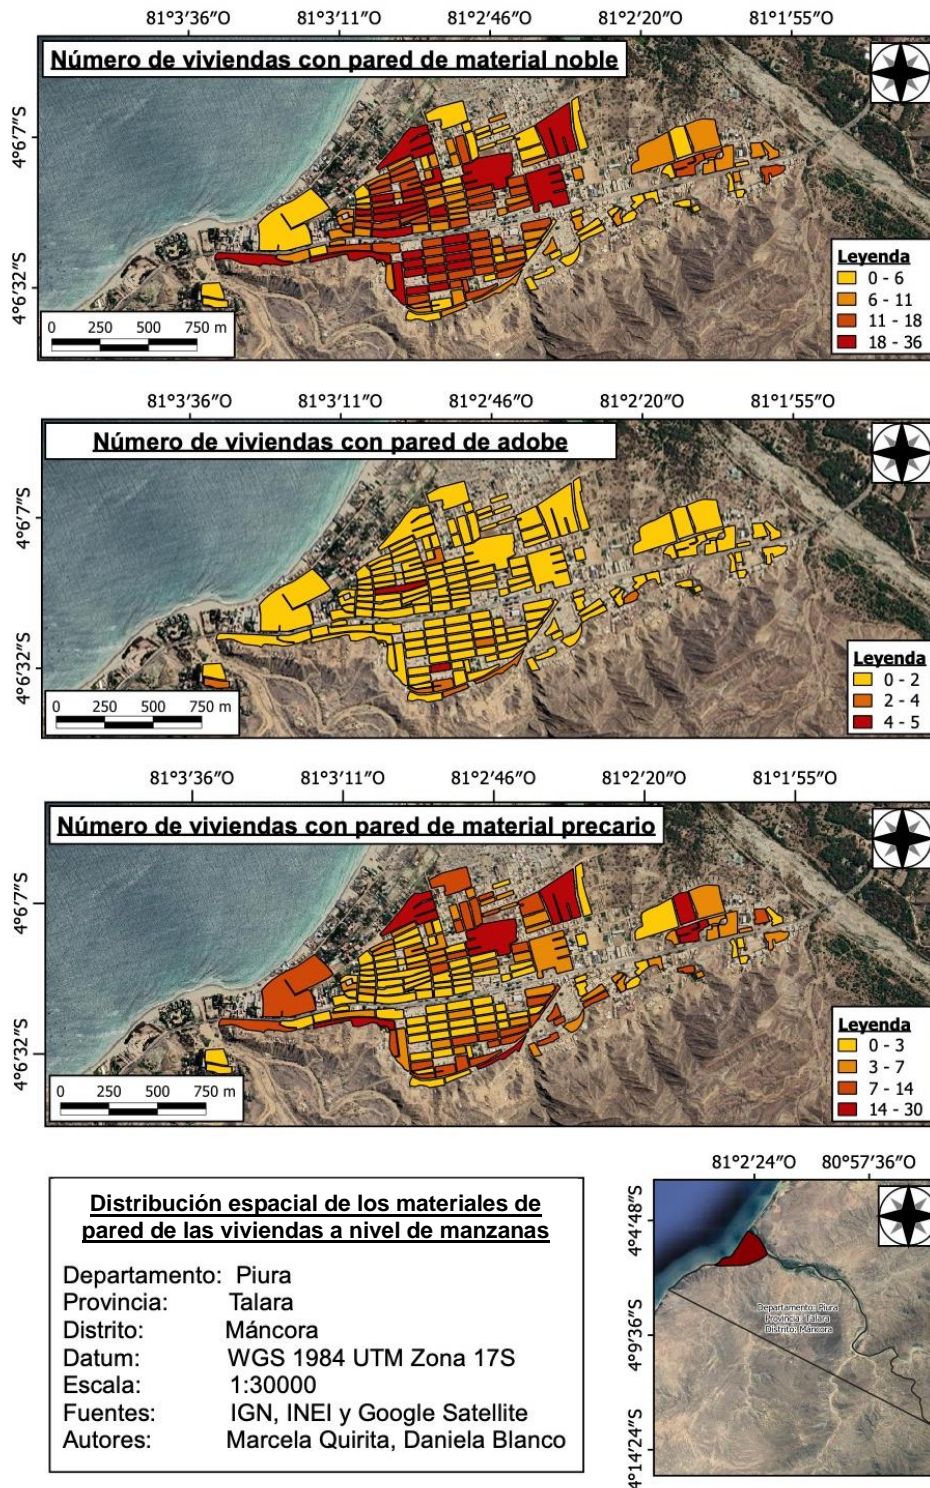 81°3′36″O 81°3′11″O 81°2′46″O 81°2′20″O 81°1′55″O
Número de viviendas con pared de material noble
4°6′7″S
4°6′32″S
Leyenda
0 - 6
6 - 11
11 - 18
18 - 36
0 250 500 750 m
81°3′36″O 81°3′11″O 81°2′46″O 81°2′20″O 81°1′55″O
Número de viviendas con pared de adobe
4°6′7″S
4°6′32″S
Leyenda
0 - 2
2 - 4
4 - 5
0 250 500 750 m
81°3′36″O 81°3′11″O 81°2′46″O 81°2′20″O 81°1′55″O
Número de viviendas con pared de material precario
4°6′7″S
4°6′32″S
Leyenda
0 - 3
3 - 7
7 - 14
14 - 30
0 250 500 750 m
Distribución espacial de los materiales de
pared de las viviendas a nivel de manzanas
Departamento: Piura
Provincia: Talara
Distrito: Máncora
Datum: WGS 1984 UTM Zona 17S
Escala: 1:30000
Fuentes: IGN, INEI y Google Satellite
Autores: Marcela Quirita, Daniela Blanco
81°2′24″O 80°57′36″O
4°4′48″S
4°9′36″S
4°14′24″S
Departamento: Piura
Provincia: Talara
Distrito: Máncora